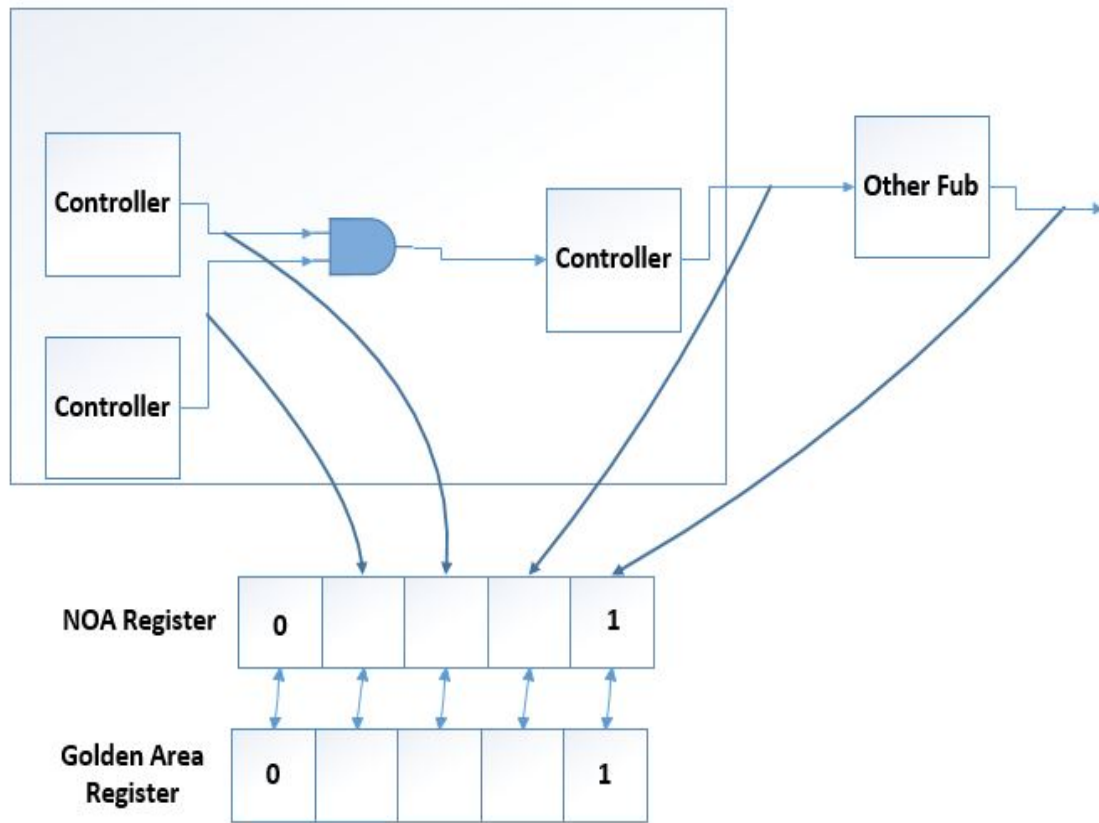 Controller
Other Fub
Controller
Controller
NOA Register
0
1
Golden Area
Register
0
1